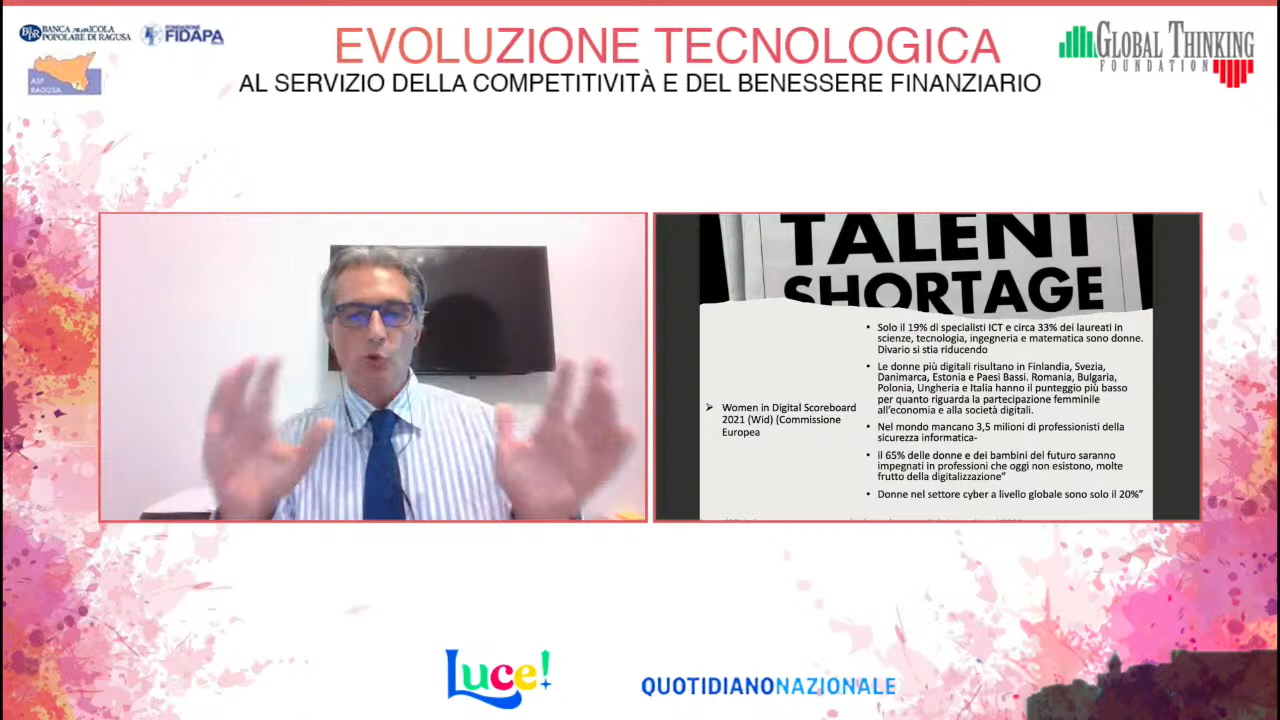 BANCA AGRICOLA
POPOLARE DI RAGUSA
FONDAZIONE
FIDAPA
ASP
RAGUSA
EVOLUZIONE TECNOLOGICA
AL SERVIZIO DELLA COMPETITIVITÀ E DEL BENESSERE FINANZIARIO
GLOBAL THINKING
FOUNDATION
TALENT
SHORTAGE
➢ Women in Digital Scoreboard
2021 (Wid) (Commissione
Europea
• Solo il 19% di specialisti ICT e circa 33% dei laureati in
scienze, tecnologia, ingegneria e matematica sono donne.
Divario si stia riducendo
• Le donne più digitali risultano in Finlandia, Svezia,
Danimarca, Estonia e Paesi Bassi. Romania, Bulgaria,
Polonia, Ungheria e Italia hanno il punteggio più basso
per quanto riguarda la partecipazione femminile
all'economia e alla società digitali.
• Nel mondo mancano 3,5 milioni di professionisti della
sicurezza informatica-
• il 65% delle donne e dei bambini del futuro saranno
impegnati in professioni che oggi non esistono, molte
frutto della digitalizzazione"
• Donne nel settore cyber a livello globale sono solo il 20%"
Luce!
QUOTIDIANONAZIONALE